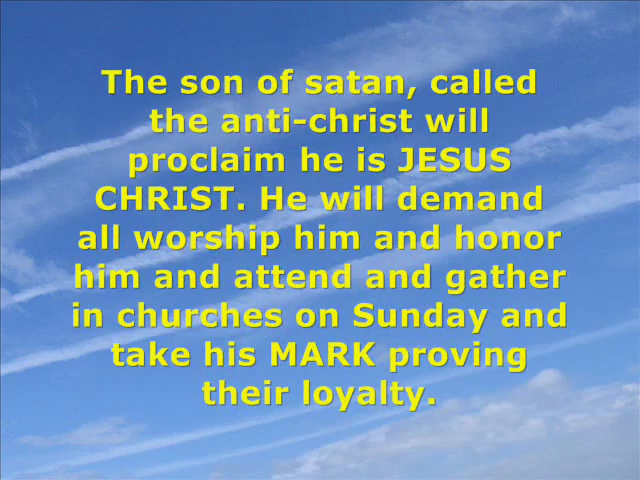 The son of satan, called
the anti-christ will
proclaim he is JESUS
CHRIST. He will demand
all worship him and honor
him and attend and gather
in churches on Sunday and
take his MARK proving
their loyalty.